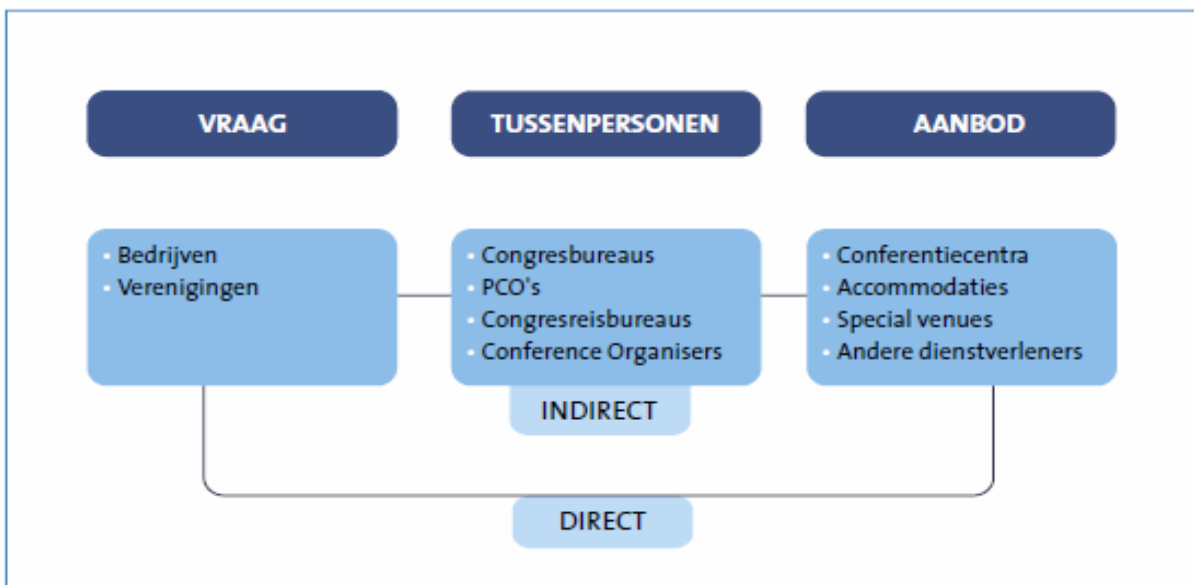 VRAAG
TUSSENPERSONEN
AANBOD
• Bedrijven
• Verenigingen
• Congresbureaus
• PCO's
• Congresreisbureaus
• Conference Organisers
• Conferentiecentra
• Accommodaties
• Special venues
• Andere dienstverleners
INDIRECT
DIRECT